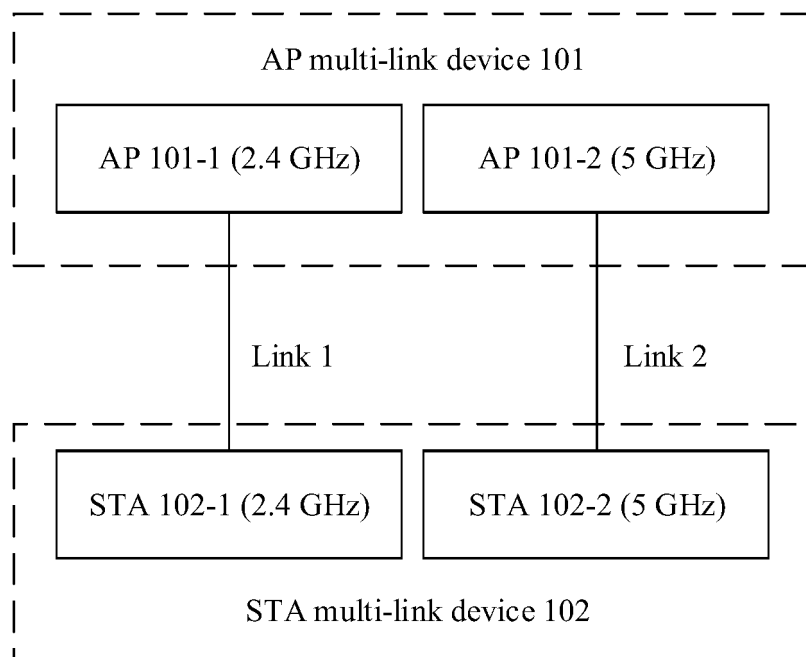 AP multi-link device 101
AP 101-1 (2.4 GHz)
AP 101-2 (5 GHz)
Link 1
Link 2
STA 102-1 (2.4 GHz)
STA 102-2 (5 GHz)
STA multi-link device 102